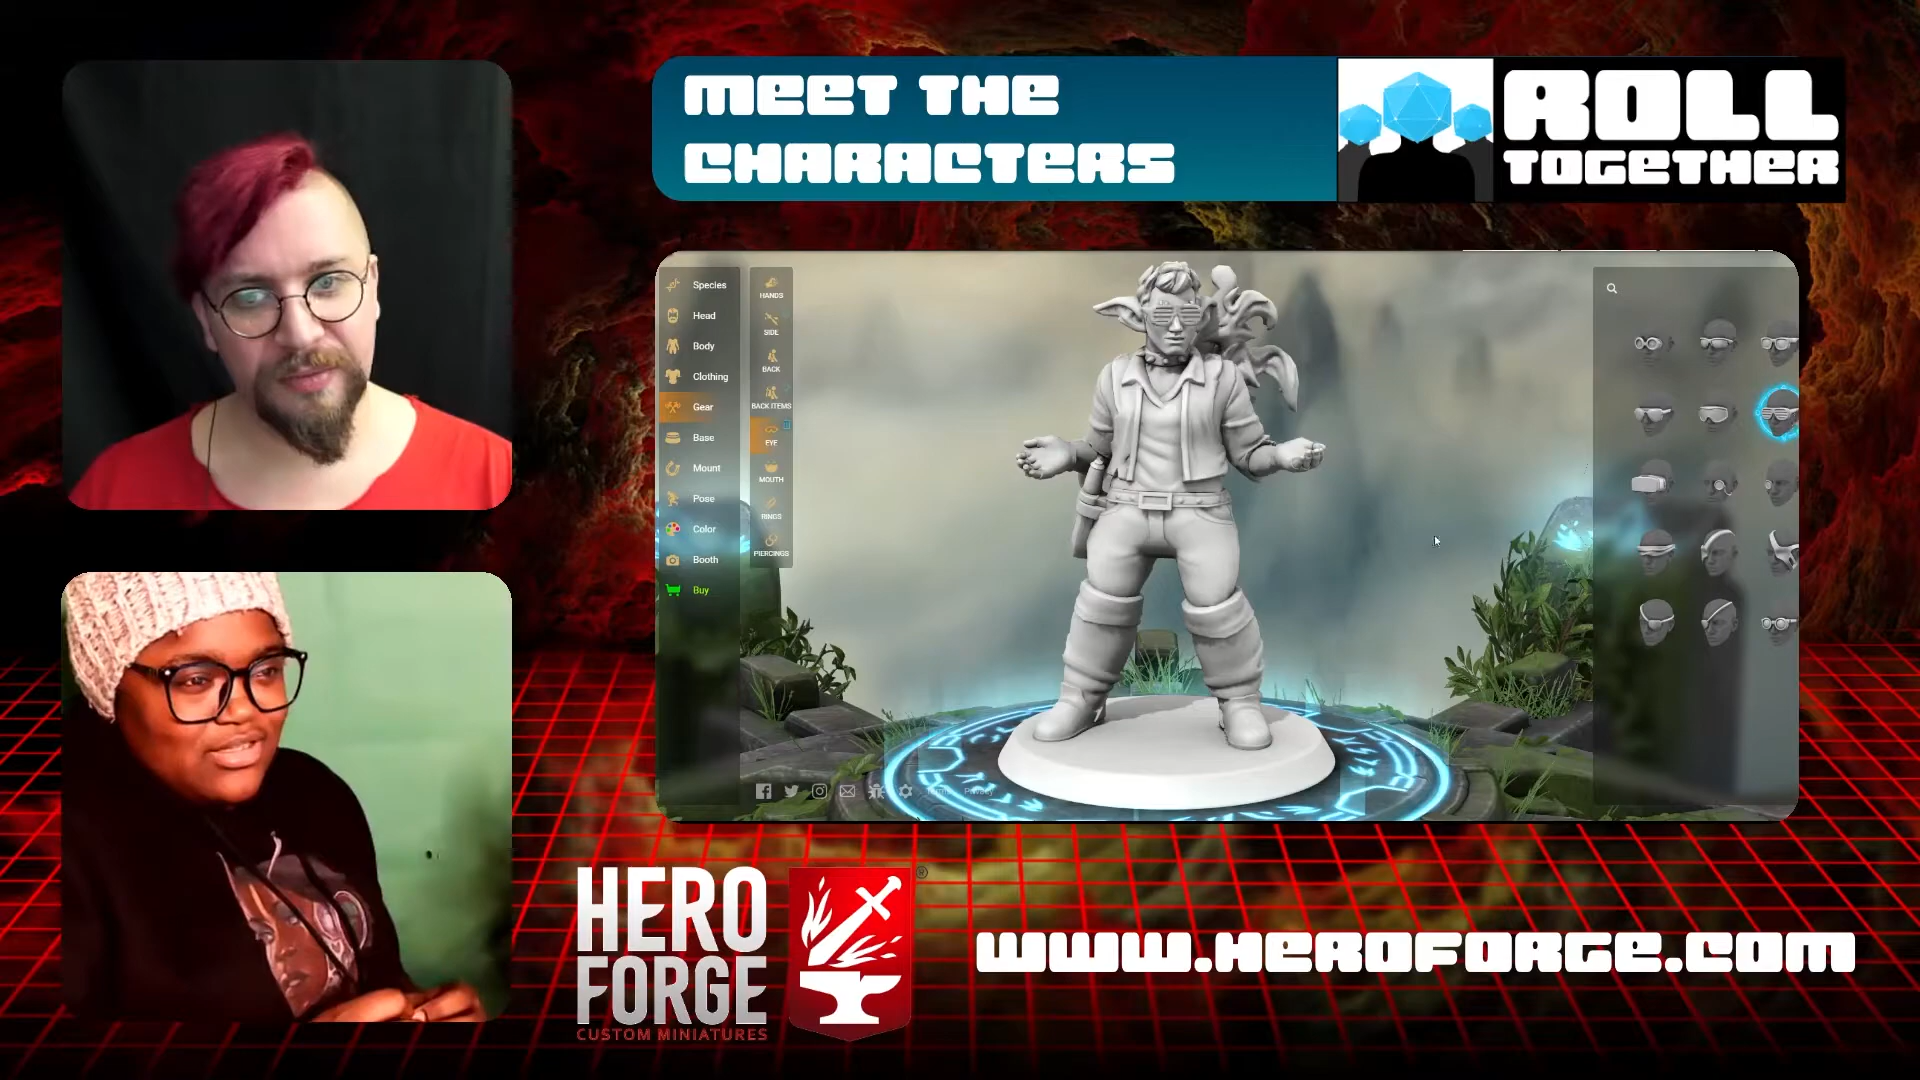 MEET THE
CHARACTERS
ROLL
TOGETHER
Species
Head
Body
Clothing
Gear
Base
Mount
Pose
Color
Booth
Buy
HANDS
SIDE
BACK
BACK ITEMS
EYE
MOUTH
RINGS
PIERCINGS
Privacy
HERO
FORGE
CUSTOM MINIATURES
®
www.HEROFORGE.COM